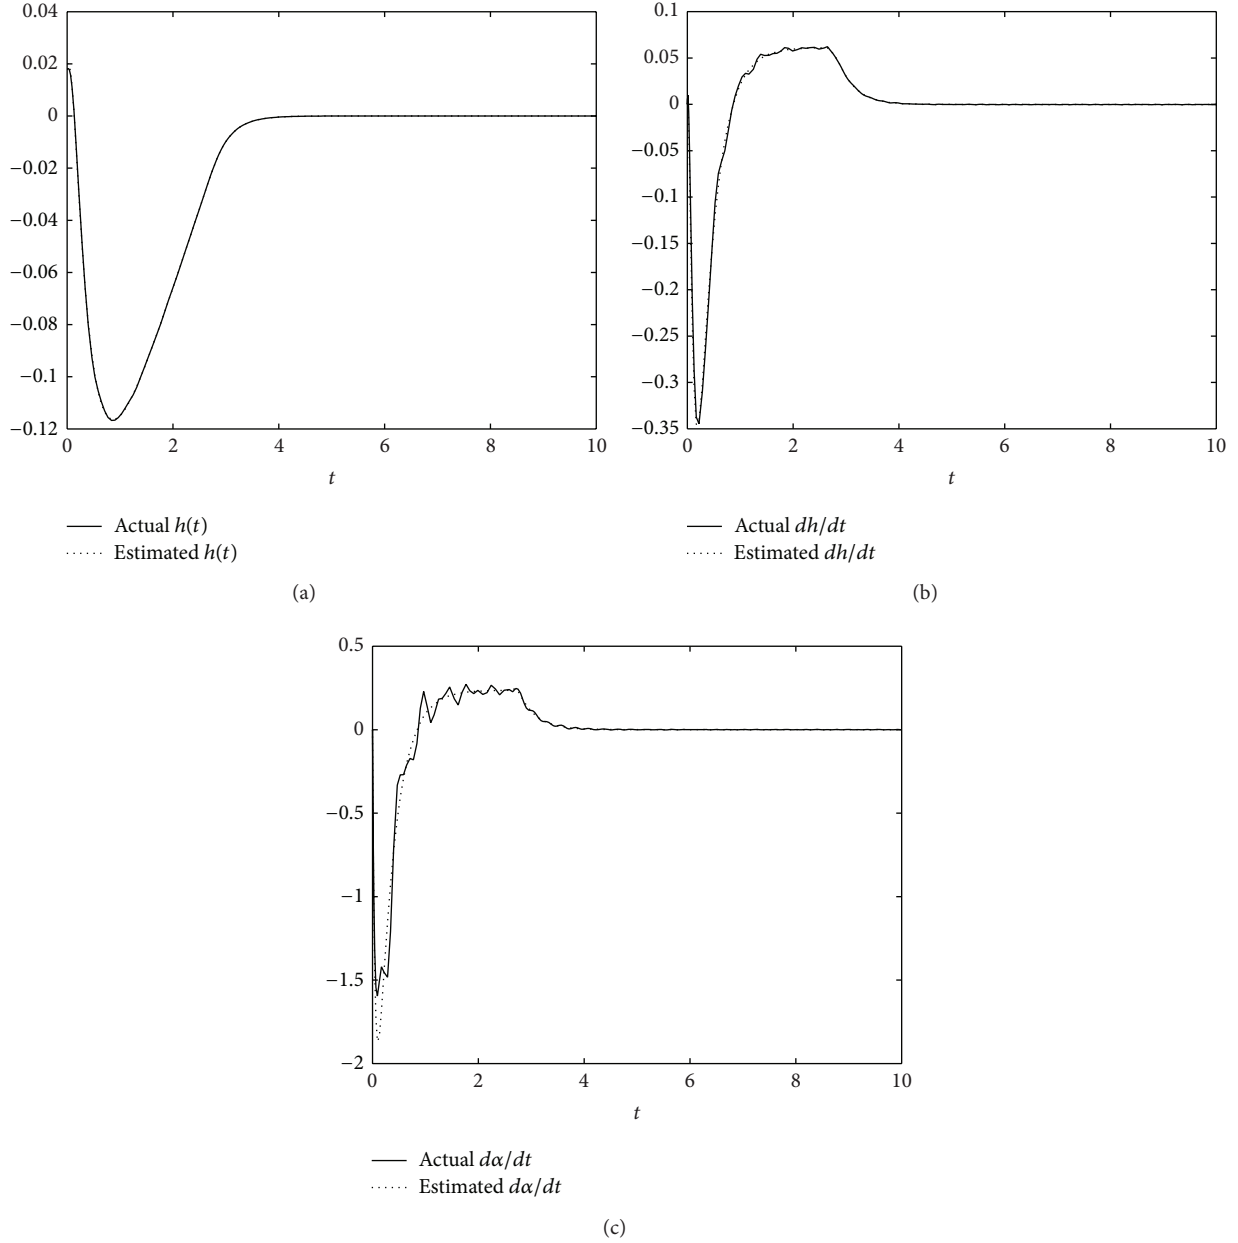 0.04
0.02
0
−0.02
−0.04
−0.06
−0.08
−0.1
−0.12
0 2 4 6 8 10
t
Actual h(t)
Estimated h(t)
(a)
0.1
0.05
0
−0.05
−0.1
−0.15
−0.2
−0.25
−0.3
−0.35
0 2 4 6 8 10
t
Actual dh/dt
Estimated dh/dt
(b)
0.5
0
−0.5
−1
−1.5
−2
0 2 4 6 8 10
t
Actual dα/dt
Estimated dα/dt
(c)